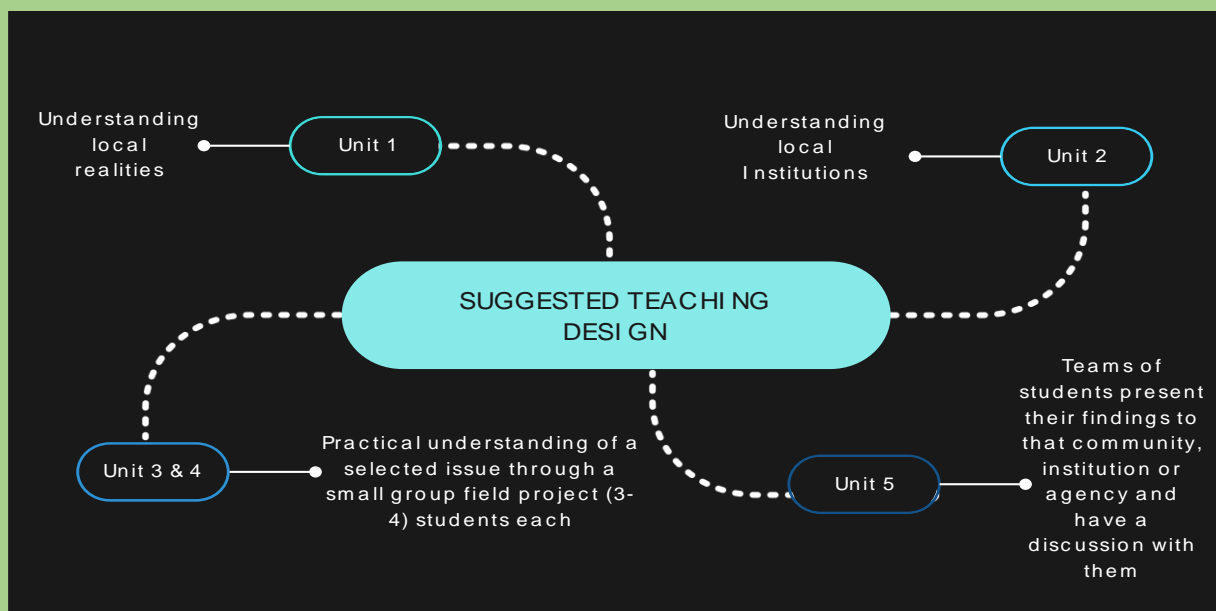 Understanding
local
realities
Unit 1
Understanding
local
Institutions
Unit 2
SUGGESTED TEACHING
DESIGN
Unit 3 & 4
Practical understanding of a
selected issue through a
small group field project (3-
4) students each
Unit 5
Teams of
students present
their findings to
that community,
institution or
agency and
have a
discussion with
them